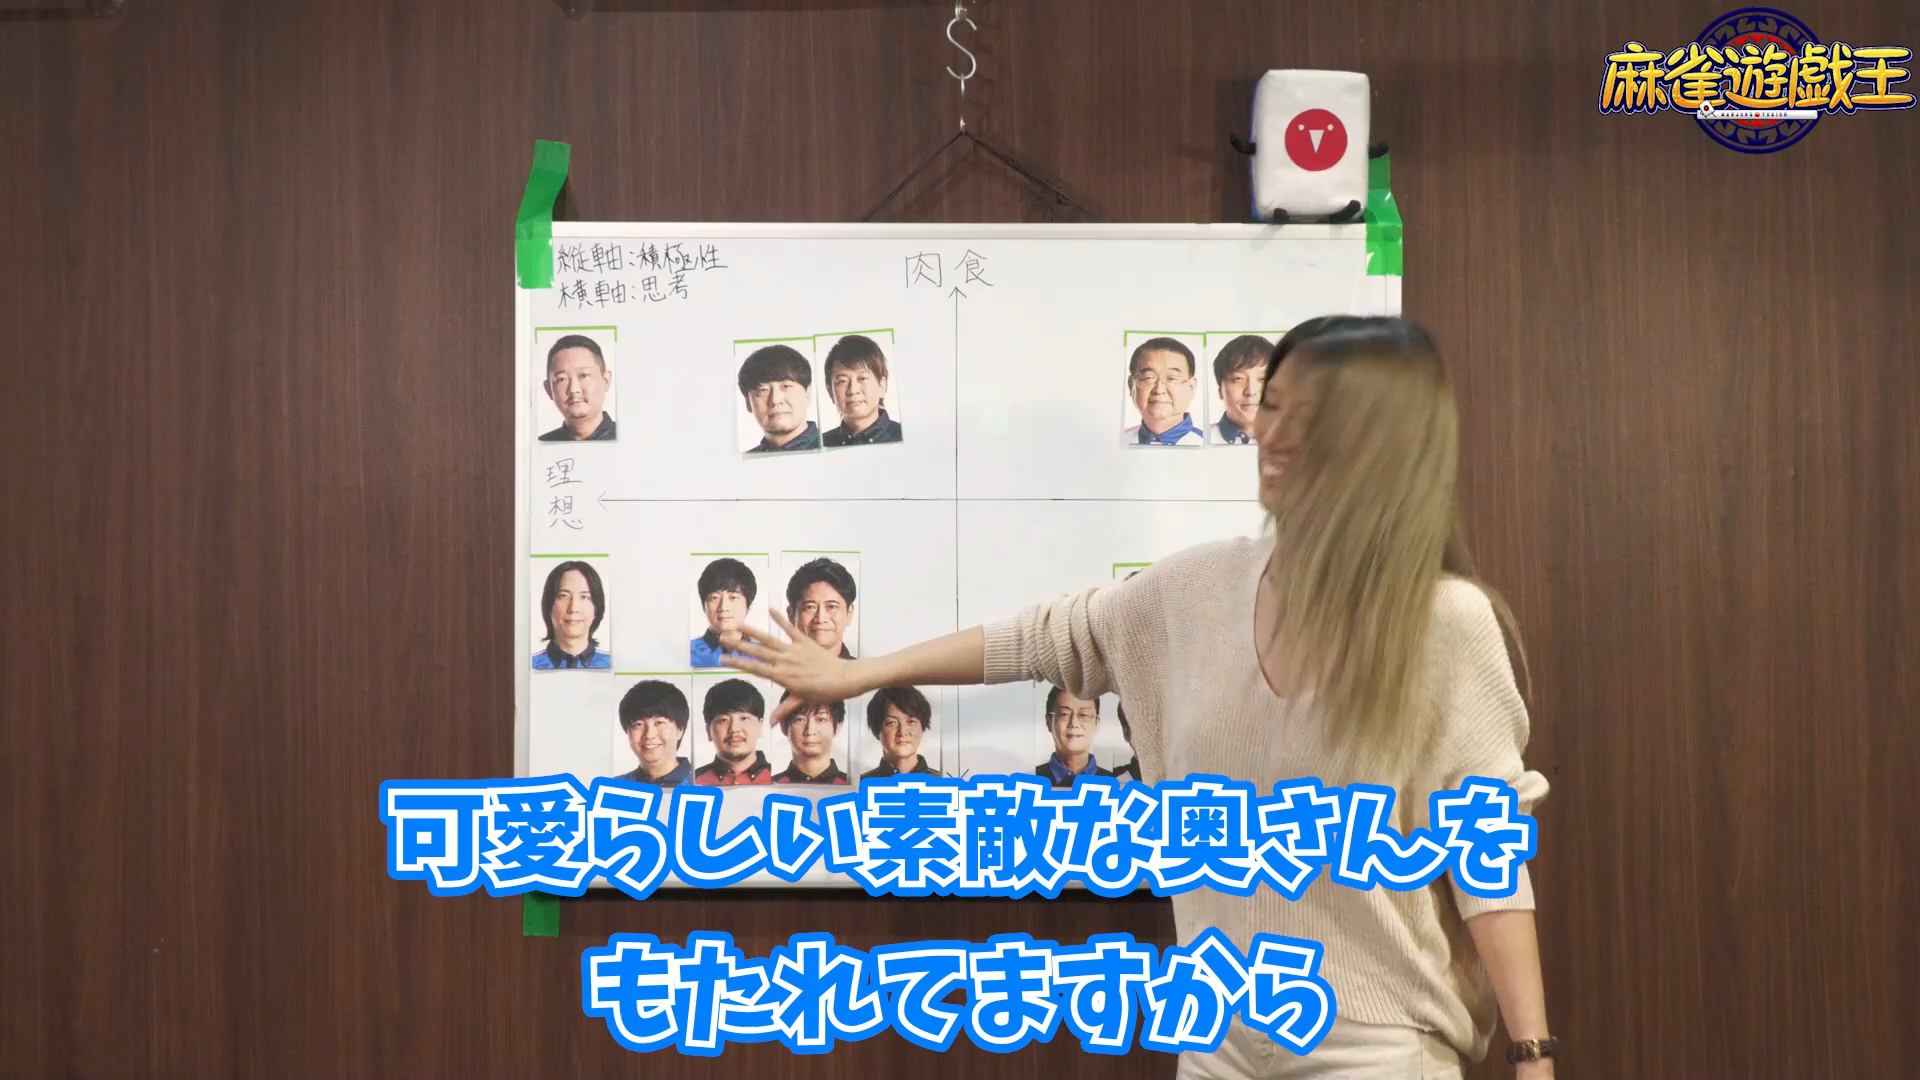 麻雀遊戯王
縦軸:積極性
横軸:思考
肉食
理想
可愛らしい素敵な奥さんを
もたれてますから